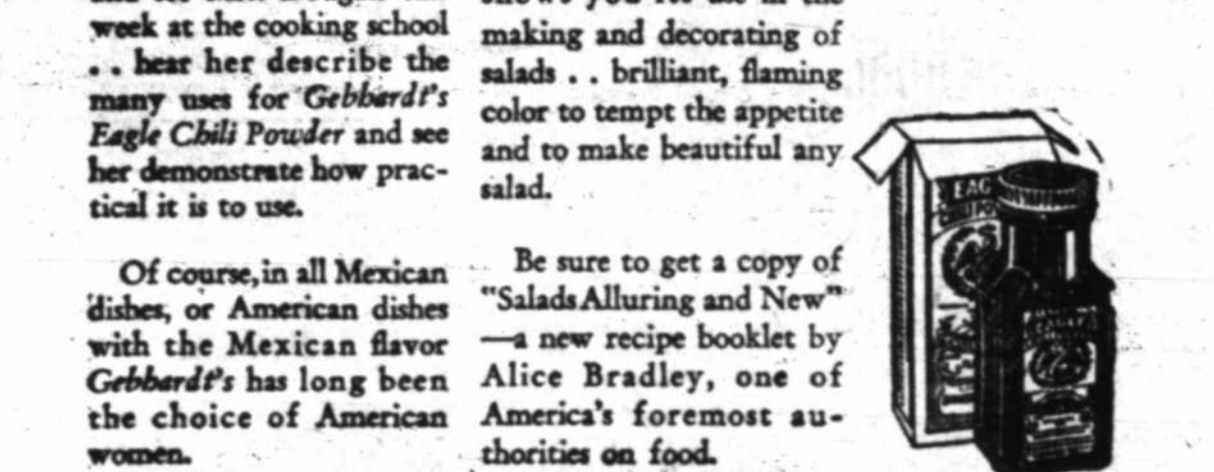 week at the cooking school
. . hear her describe the
many uses for Gebhardt's
Eagle Chili Powder and see
her demonstrate how prac-
tical it is to use.
Of course, in all Mexican
dishes, or American dishes
with the Mexican flavor
Gebhardt's has long been
the choice of American
women.
making and decorating of
salads . . brilliant, flaming
color to tempt the appetite
and to make beautiful any
salad.
Be sure to get a copy of
"Salads Alluring and New"
—a new recipe booklet by
Alice Bradley, one of
America's foremost au-
thorities on food.
EAG
CHILI PO
EAGLE